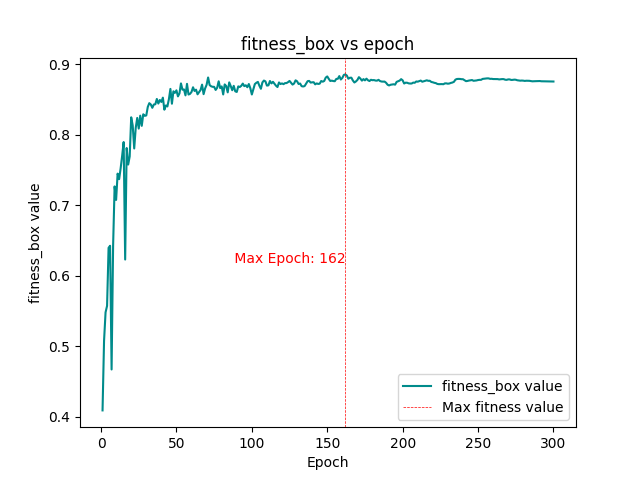 fitness_box vs epoch
fitness_box value
0.9
0.8
0.7
0.6
0.5
0.4
Max Epoch: 162
fitness_box value
Max fitness value
0
50
100
150
200
250
300
Epoch